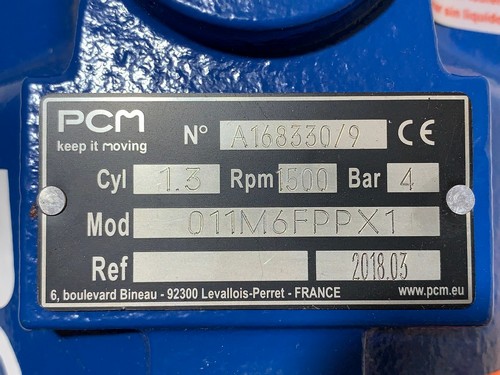 PCM
keep it moving
N° A168330/9 CE
Cyl 1.3 Rpm 1500 Bar 4
Mod 011M6FPPX1
Ref 2018.03
6, boulevard Bineau - 92300 Levallois-Perret - FRANCE www.pcm.eu